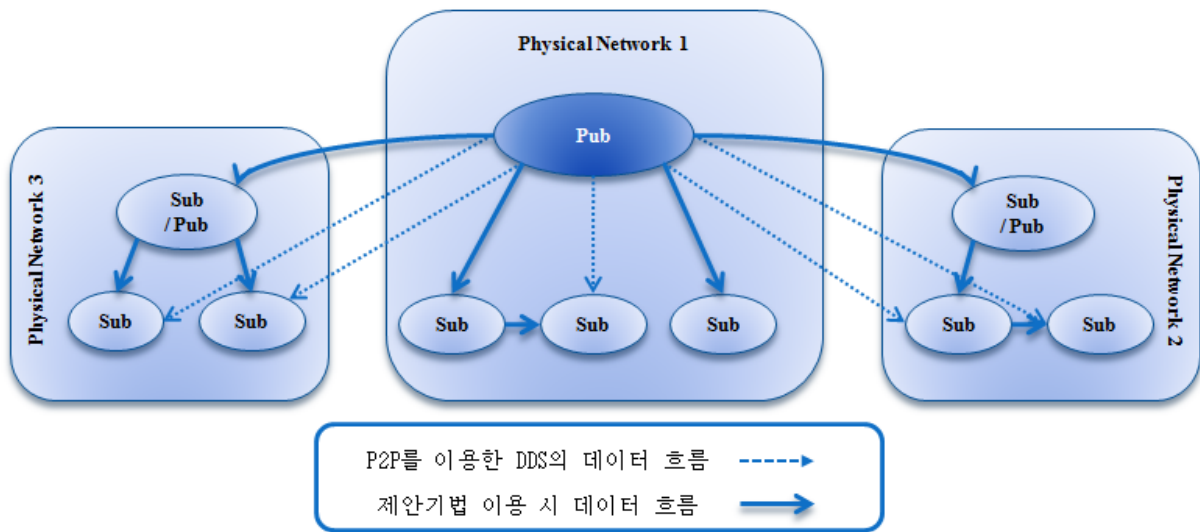 Physical Network 1
Pub
Physical Network 3
Sub
/ Pub
Sub
Sub
Sub
Sub
Sub
Sub
/ Pub
Sub
Sub
Physical Network 2
P2P를 이용한 DDS의 데이터 흐름
제안기법 이용 시 데이터 흐름